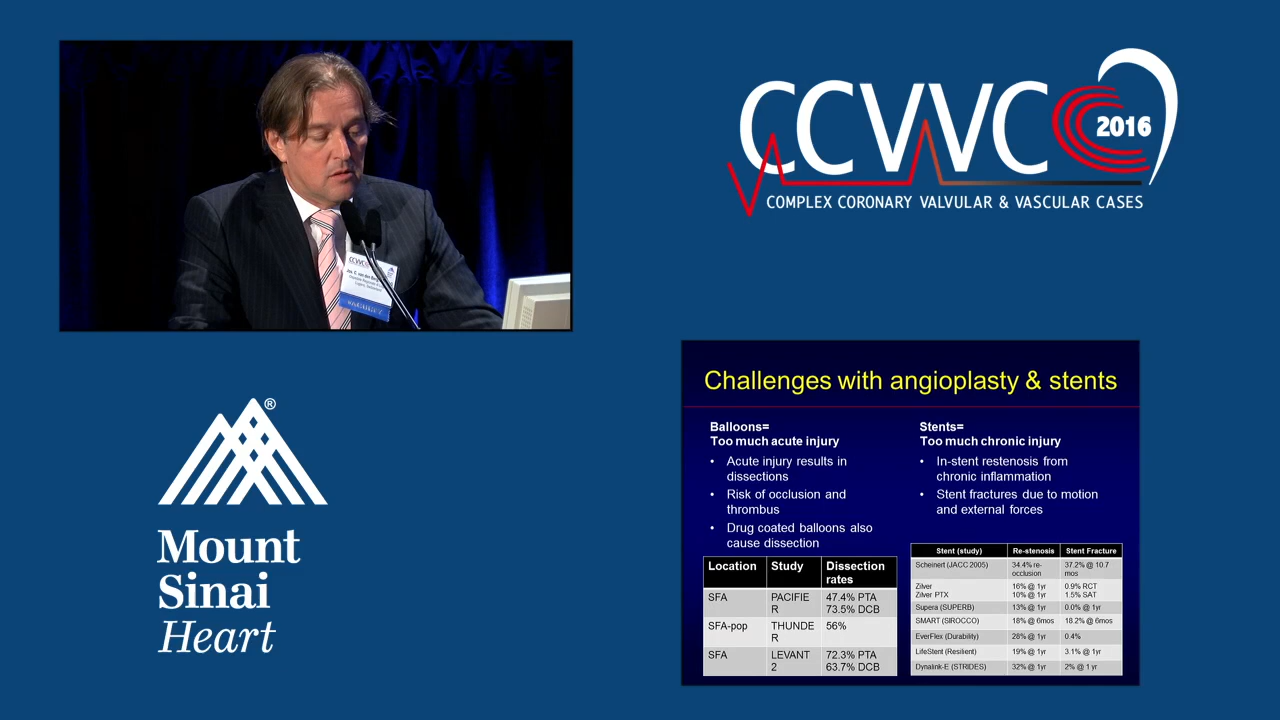 CCVVC
2016
COMPLEX CORONARY VALVULAR & VASCULAR CASES
CCVVC
Jos. C. van den Berg
FACULTY
®
Mount
Sinai
Heart
Challenges with angioplasty & stents
Balloons=
Too much acute injury
• Acute injury results in
dissections
• Risk of occlusion and
thrombus
• Drug coated balloons also
cause dissection
Location Study Dissection
rates
SFA PACIFIE
R 47.4% PTA
73.5% DCB
SFA-pop THUNDE
R 56%
SFA LEVANT
2 72.3% PTA
63.7% DCB
Stents=
Too much chronic injury
• In-stent restenosis from
chronic inflammation
• Stent fractures due to motion
and external forces
Stent (study) Re-stenosis Stent Fracture
Scheinert (JACC 2005) 34.4% re-
occlusion 37.2% @ 10.7
mos
Zilver 16% @ 1yr 0.9% RCT
Zilver PTX 10% @ 1yr 1.5% SAT
Supera (SUPERB) 13% @ 1yr 0.0% @ 1yr
SMART (SIROCCO) 18% @ 6mos 18.2% @ 6mos
EverFlex (Durability) 28% @ 1yr 0.4%
LifeStent (Resilient) 19% @ 1yr 3.1% @ 1yr
Dynalink-E (STRIDES) 32% @ 1yr 2% @ 1 yr